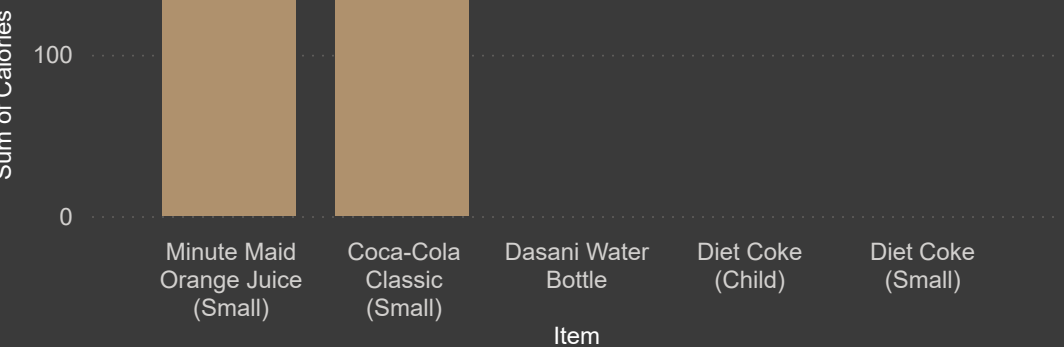 Sum of Calories
100
0
Minute Maid
Orange Juice
(Small)
Coca-Cola
Classic
(Small)
Dasani Water
Bottle
Diet Coke
(Child)
Diet Coke
(Small)
Item